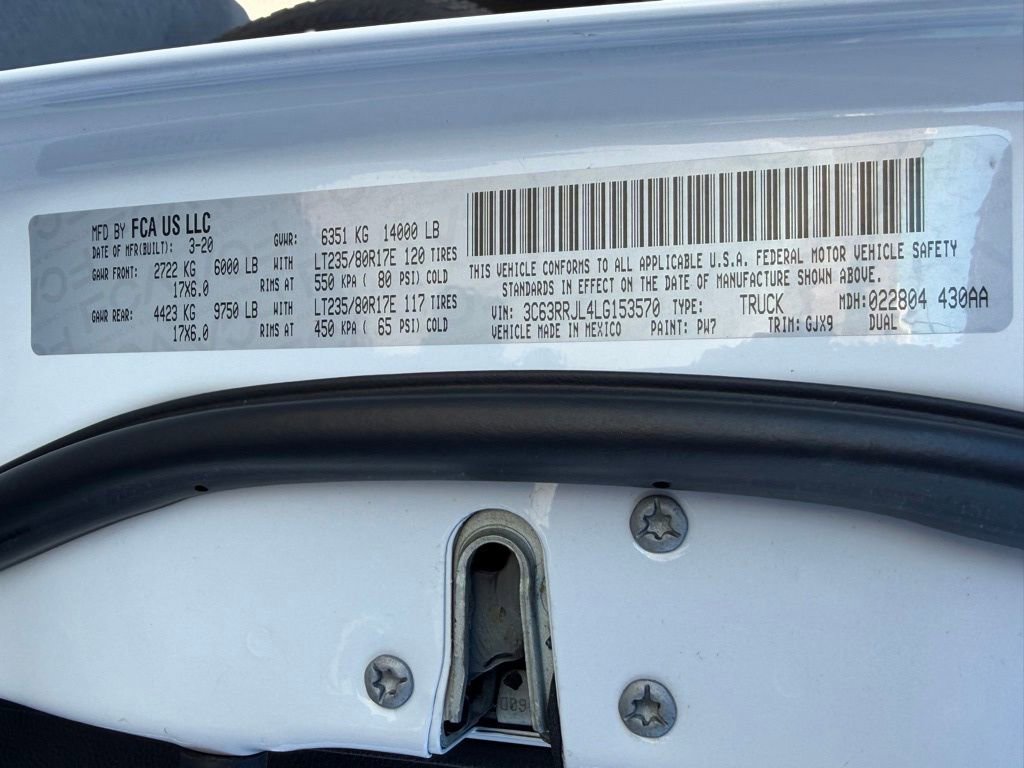 MFD BY FCA US LLC
DATE OF MFR(BUILT): 3-20 GVWR: 6351 KG 14000 LB
GAWR FRONT: 2722 KG 6000 LB WITH LT235/80R17E 120 TIRES
17X6.0 RIMS AT 550 KPA ( 80 PSI) COLD
GAWR REAR: 4423 KG 9750 LB WITH LT235/80R17E 117 TIRES
17X6.0 RIMS AT 450 KPA ( 65 PSI) COLD
THIS VEHICLE CONFORMS TO ALL APPLICABLE U.S.A. FEDERAL MOTOR VEHICLE SAFETY
STANDARDS IN EFFECT ON THE DATE OF MANUFACTURE SHOWN ABOVE.
VIN: 3C63RRJL4LG153570 TYPE: TRUCK MDH: 022804 430AA
VEHICLE MADE IN MEXICO PAINT: PW7 TRIM: GJX9 DUAL